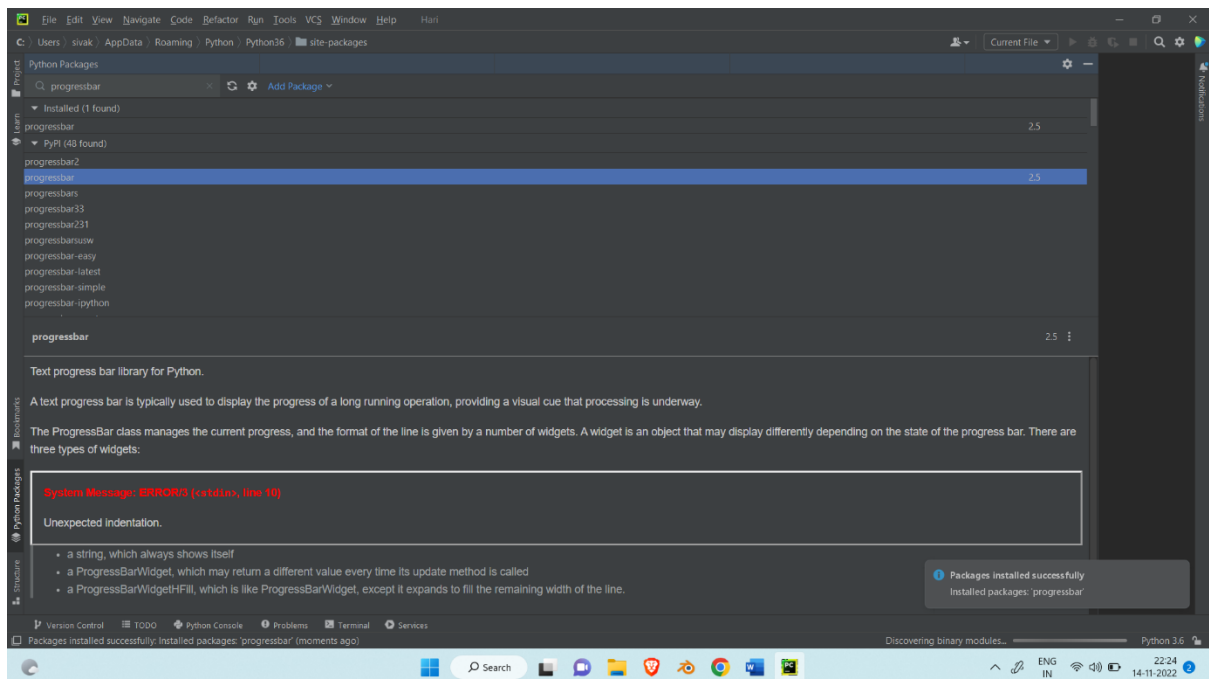 File Edit View Navigate Code Refactor Run Tools VCS Window Help Hari
C: Users sivak AppData Roaming Python Python36 site-packages Current File
Project
Python Packages
progressbar Add Package
Installed (1 found)
progressbar 2.5
PyPI (48 found)
progressbar2
progressbar 2.5
progressbars
progressbar33
progressbar231
progressbarsusw
progressbar-easy
progressbar-latest
progressbar-simple
progressbar-ipython
progressbar 2.5
Text progress bar library for Python.
A text progress bar is typically used to display the progress of a long running operation, providing a visual cue that processing is underway.
The ProgressBar class manages the current progress, and the format of the line is given by a number of widgets. A widget is an object that may display differently depending on the state of the progress bar. There are
three types of widgets:
System Message: ERROR/3 (<stdin>, line 10)
Unexpected indentation.
• a string, which always shows itself
• a ProgressBarWidget, which may return a different value every time its update method is called
• a ProgressBarWidgetHFill, which is like ProgressBarWidget, except it expands to fill the remaining width of the line.
Learn
Bookmarks
Python Packages
Structure
Notifications
Packages installed successfully
Installed packages: 'progressbar'
Version Control TODO Python Console Problems Terminal Services
Packages installed successfully: Installed packages: 'progressbar' (moments ago) Discovering binary modules... Python 3.6
Search ENG 22:24
IN 14-11-2022 2